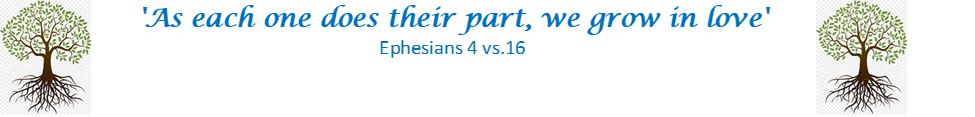 'As each one does their part, we grow in love'
Ephesians 4 vs.16